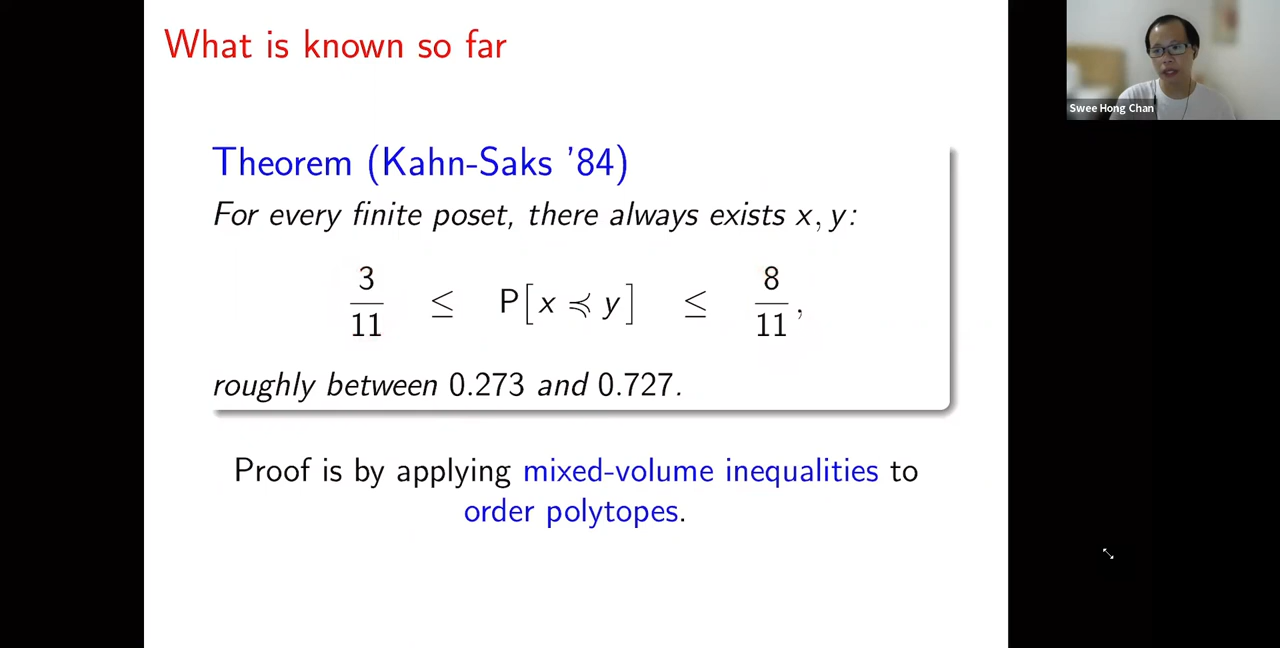 What is known so far
Swee Hong Chan
Theorem (Kahn-Saks '84)
For every finite poset, there always exists x, y:
3/11 ≤ P[x ≼ y] ≤ 8/11,
roughly between 0.273 and 0.727.
Proof is by applying mixed-volume inequalities to
order polytopes.